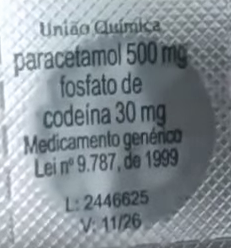 União Química
paracetamol 500 mg
fosfato de
codeína 30 mg
Medicamento genérico
Lei nº 9.787, de 1999
L: 2446625
V: 11/26